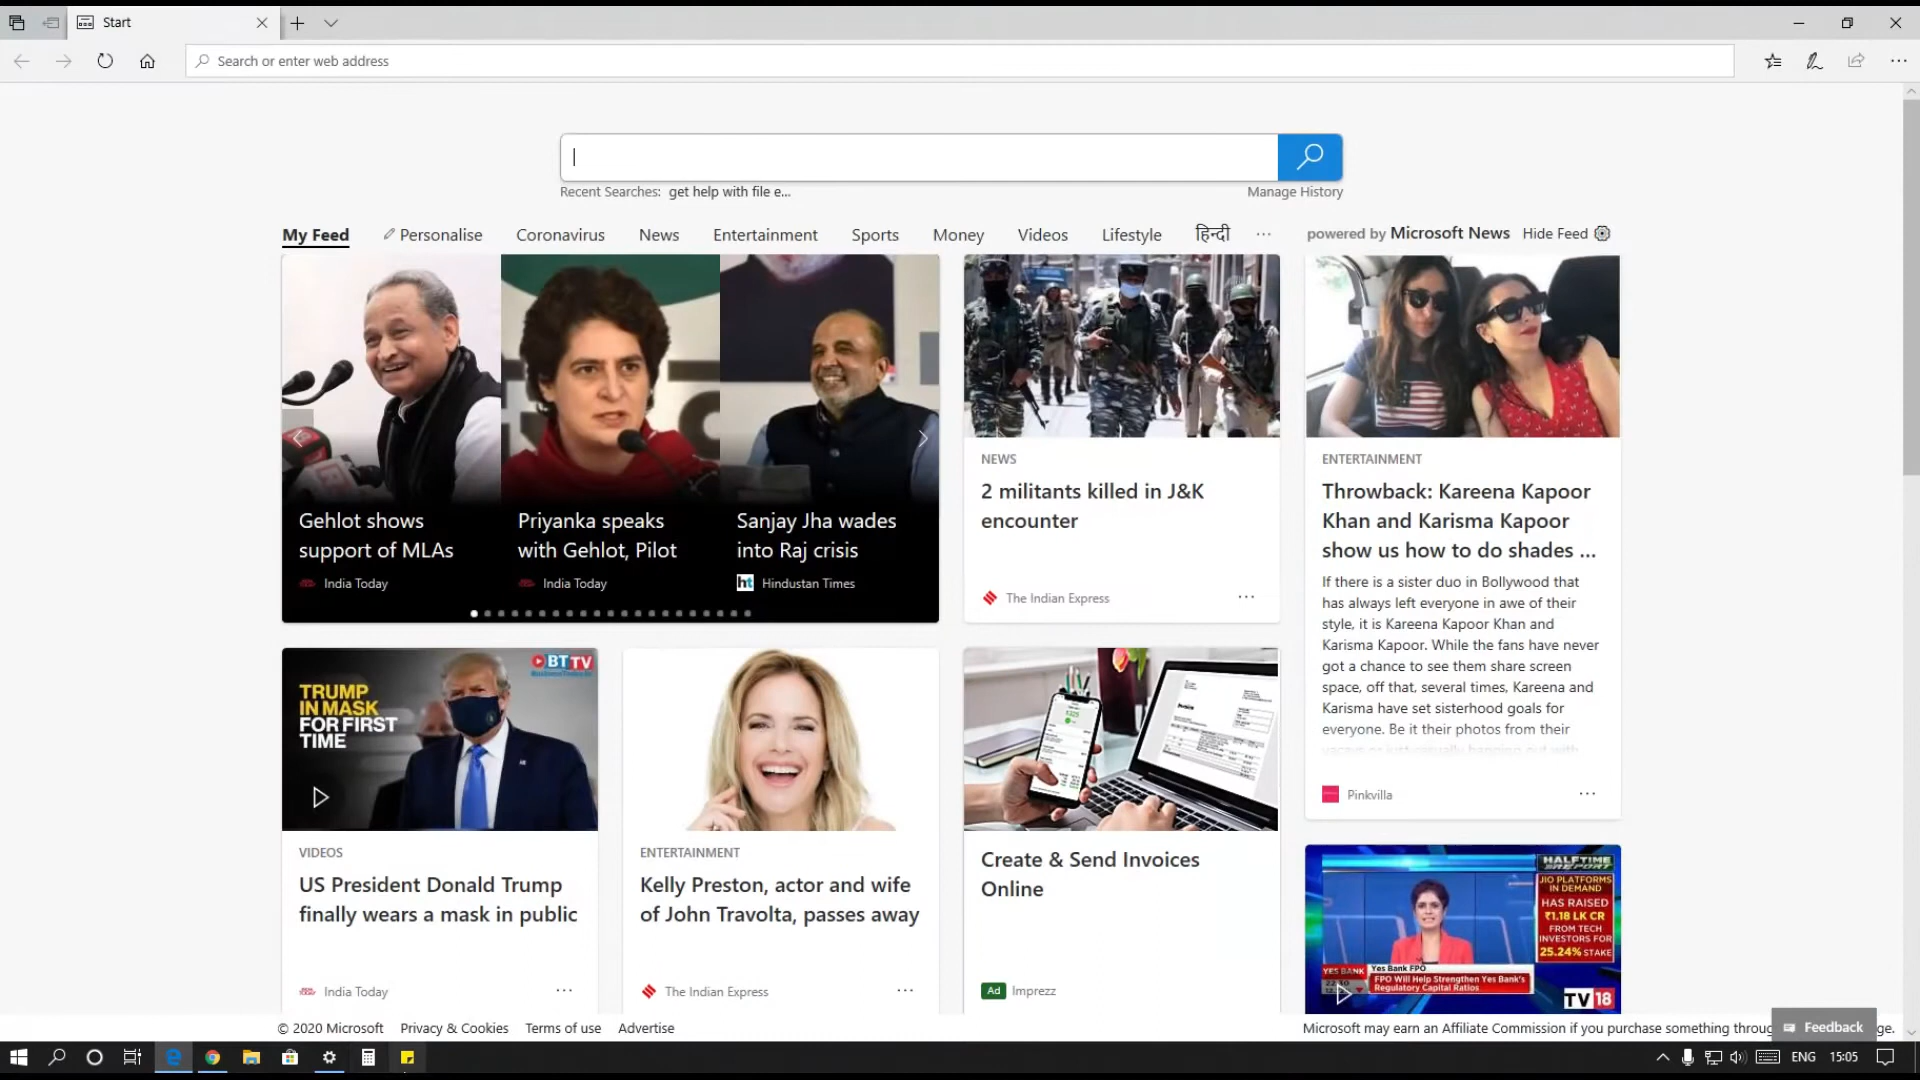 Start
Search or enter web address
Recent Searches: get help with file e...
Manage History
My Feed
Personalise
Coronavirus
News
Entertainment
Sports
Money
Videos
Lifestyle
हिन्दी
powered by Microsoft News
Hide Feed
Gehlot shows
support of MLAs
India Today
Priyanka speaks
with Gehlot, Pilot
India Today
Sanjay Jha wades
into Raj crisis
ht Hindustan Times
NEWS
2 militants killed in J&K
encounter
The Indian Express
ENTERTAINMENT
Throwback: Kareena Kapoor
Khan and Karisma Kapoor
show us how to do shades ...
If there is a sister duo in Bollywood that
has always left everyone in awe of their
style, it is Kareena Kapoor Khan and
Karisma Kapoor. While the fans have never
got a chance to see them share screen
space, off that, several times, Kareena and
Karisma have set sisterhood goals for
everyone. Be it their photos from their
Pinkvilla
BT TV
TRUMP
IN MASK
FOR FIRST
TIME
VIDEOS
US President Donald Trump
finally wears a mask in public
India Today
ENTERTAINMENT
Kelly Preston, actor and wife
of John Travolta, passes away
The Indian Express
Invoice
Create & Send Invoices
Online
Ad Imprezz
HALFTIME
REPORT
JIO PLATFORMS
IN DEMAND
HAS RAISED
₹1.18 LK CR
FROM TECH
INVESTORS FOR
25.24% STAKE
YES BANK
Yes Bank FPO
FPO Will Help Strengthen Yes Bank's
Regulatory Capital Ratios
TV 18
© 2020 Microsoft
Privacy & Cookies
Terms of use
Advertise
Microsoft may earn an Affiliate Commission if you purchase something
Feedback
ge.
ENG
15:05